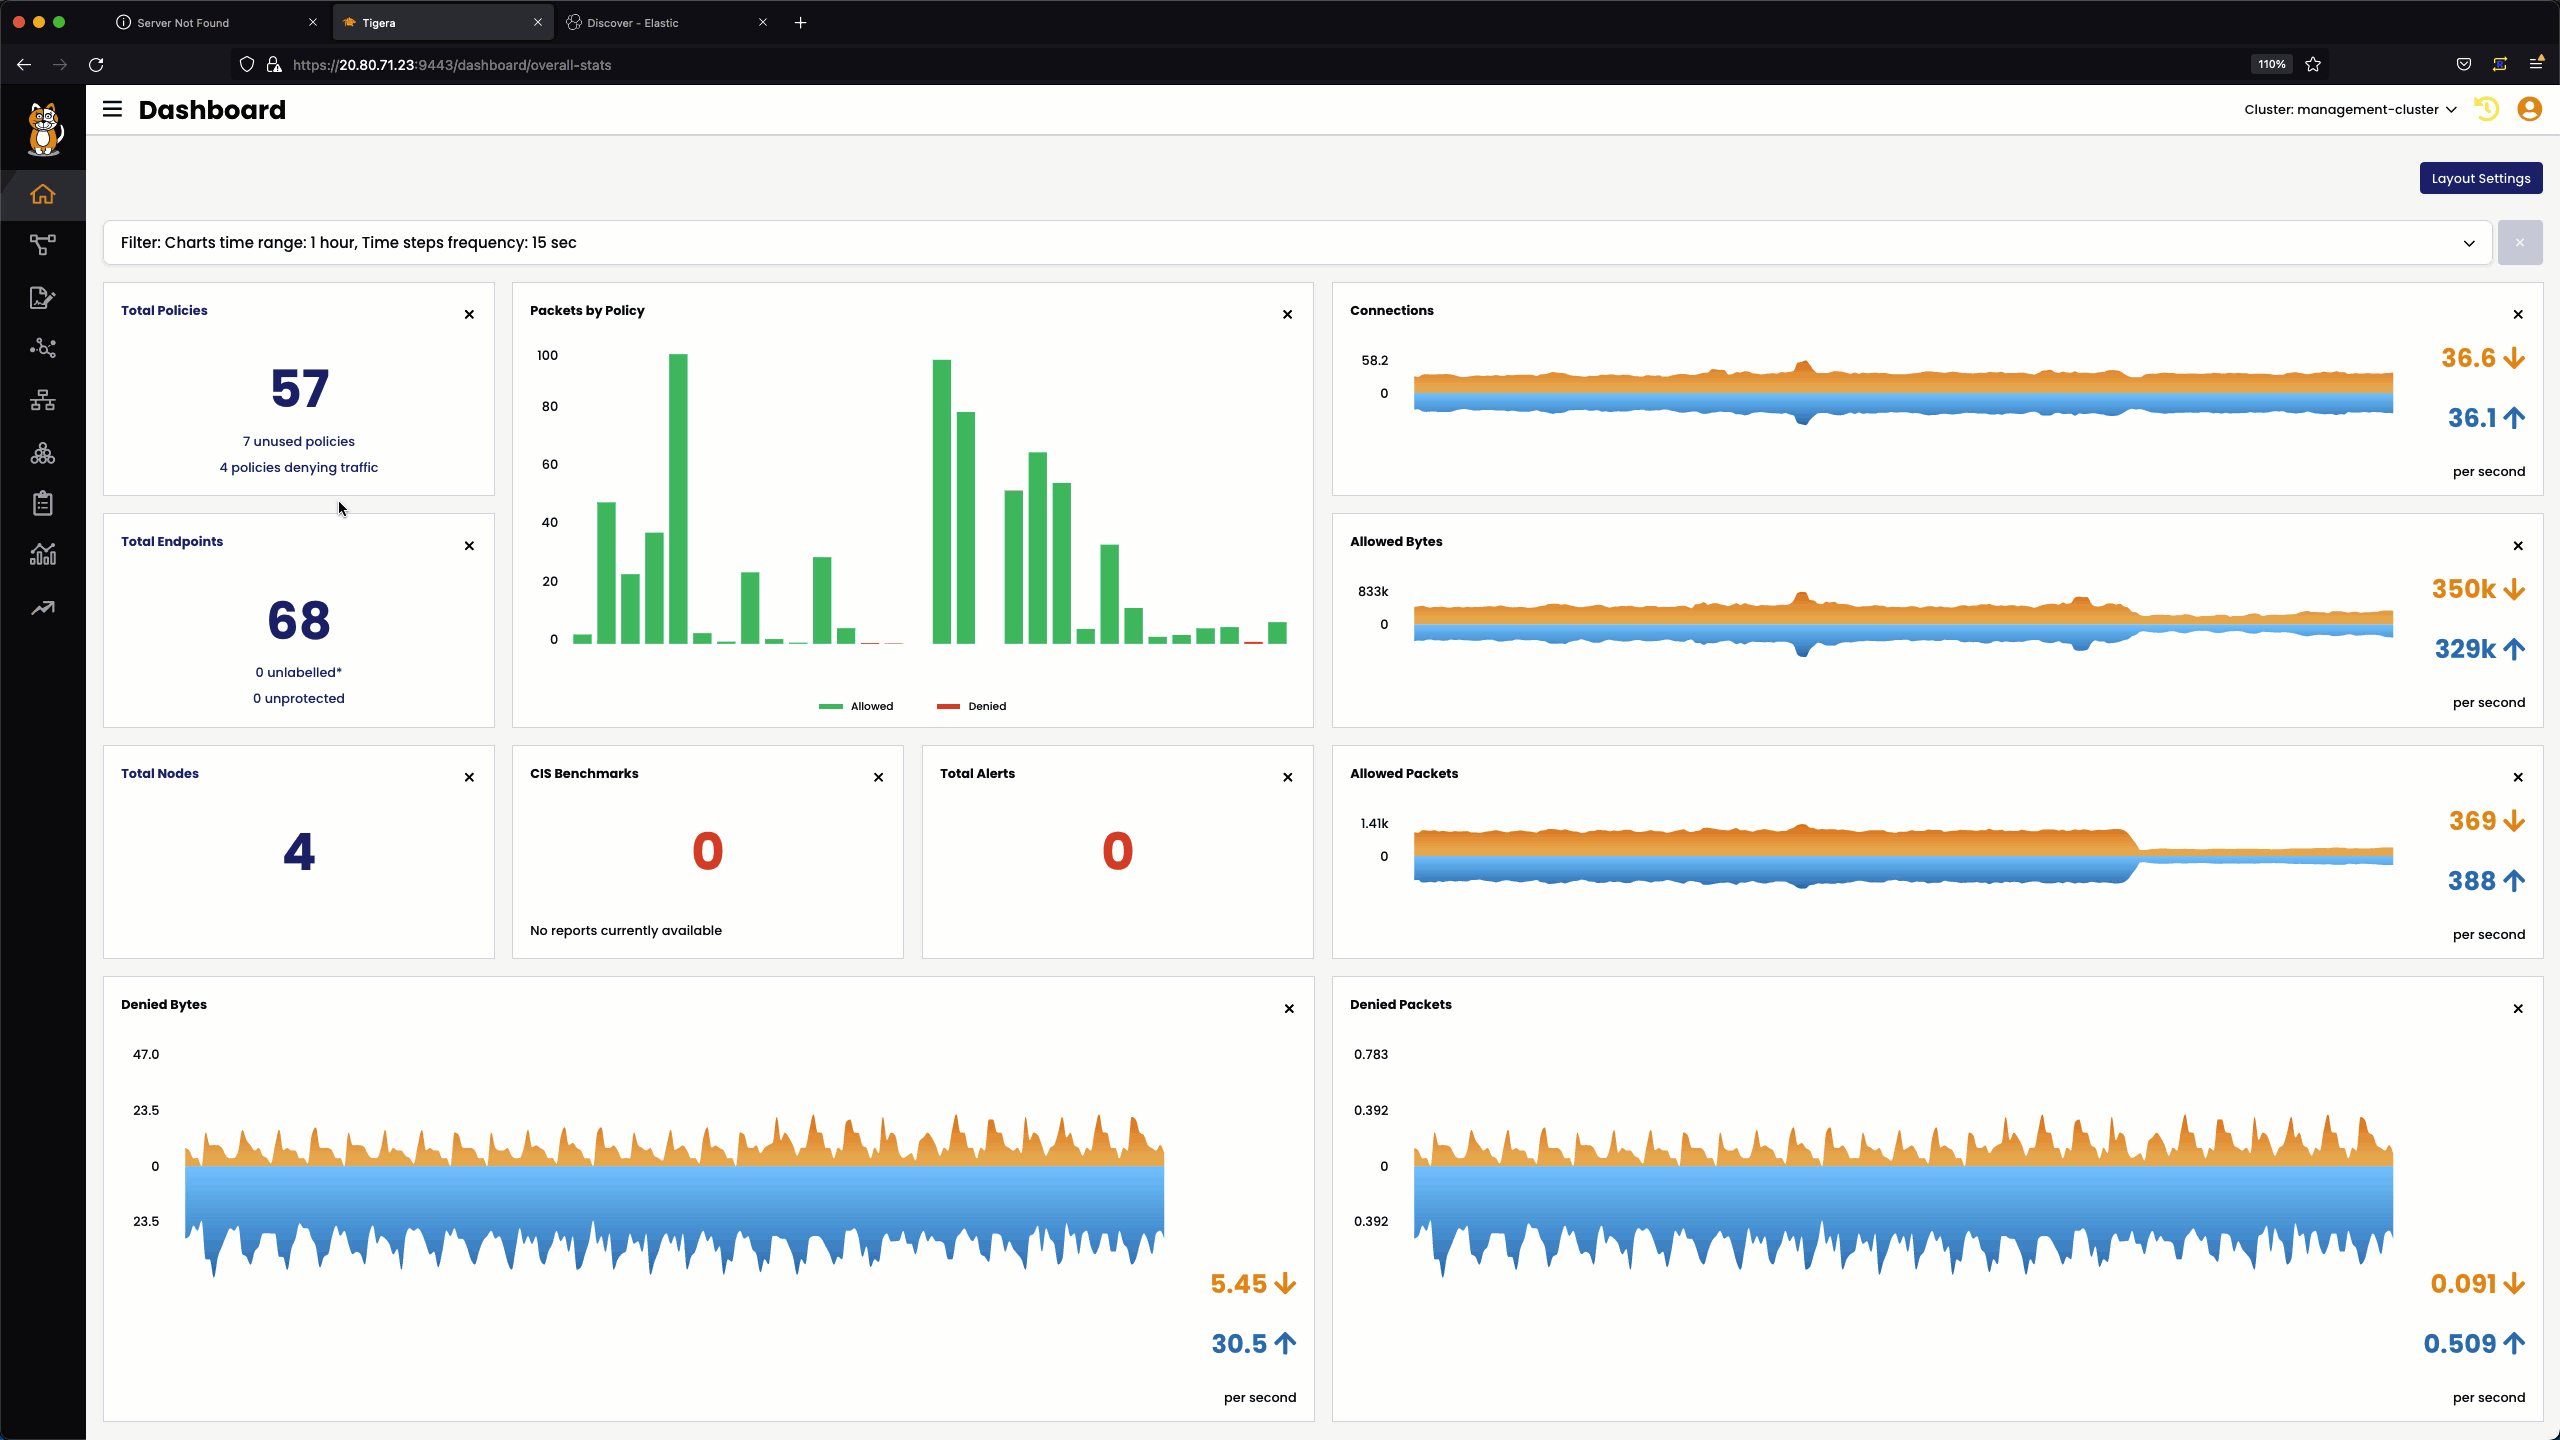 Server Not Found
Tigera
Discover - Elastic
https://20.80.71.23:9443/dashboard/overall-stats
110%
Dashboard
Cluster: management-cluster
Layout Settings
Filter: Charts time range: 1 hour, Time steps frequency: 15 sec
Total Policies
57
7 unused policies
4 policies denying traffic
Packets by Policy
100
80
60
40
20
0
Allowed
Denied
Connections
58.2
0
36.6
36.1
per second
Total Endpoints
68
0 unlabelled*
0 unprotected
Allowed Bytes
833k
0
350k
329k
per second
Total Nodes
4
CIS Benchmarks
0
No reports currently available
Total Alerts
0
Allowed Packets
1.41k
0
369
388
per second
Denied Bytes
47.0
23.5
0
23.5
5.45
30.5
per second
Denied Packets
0.783
0.392
0
0.392
0.091
0.509
per second